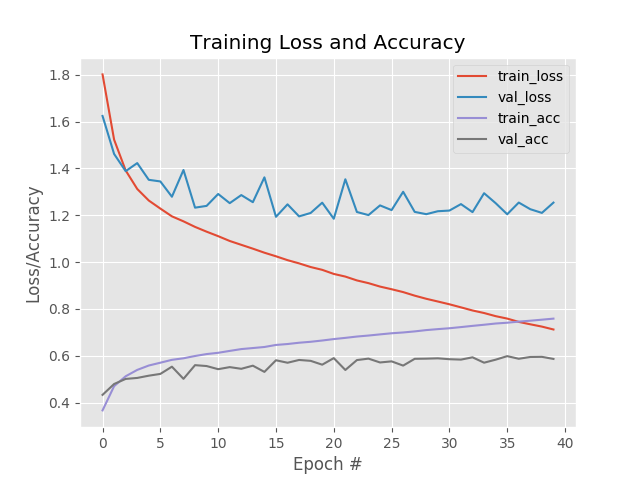 Training Loss and Accuracy
train_loss
val_loss
train_acc
val_acc
Loss/Accuracy
1.8
1.6
1.4
1.2
1.0
0.8
0.6
0.4
0 5 10 15 20 25 30 35 40
Epoch #